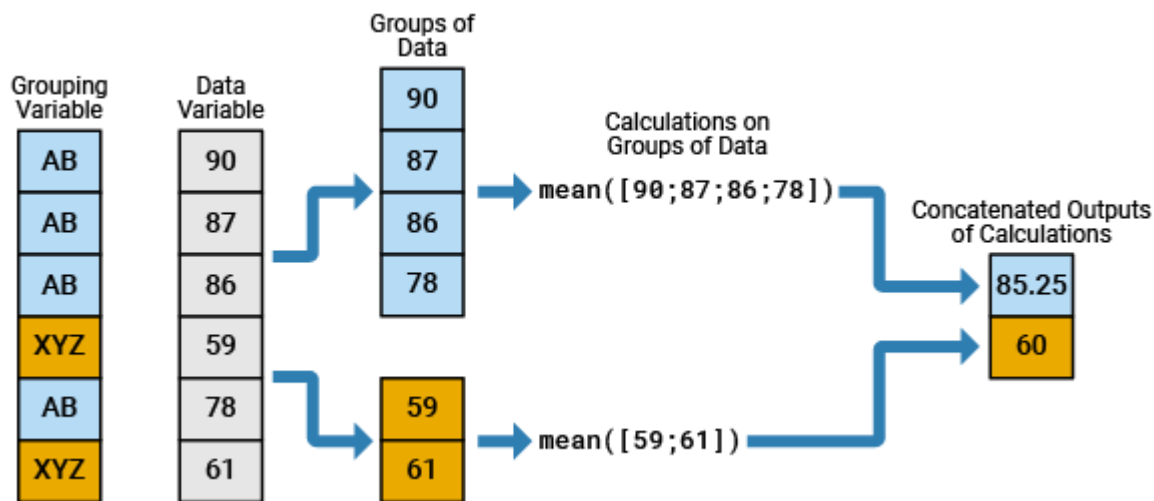 Grouping
Variable
AB
AB
AB
XYZ
AB
XYZ
Data
Variable
90
87
86
59
78
61
Groups of
Data
90
87
86
78
59
61
Calculations on
Groups of Data
mean([90;87;86;78])
mean([59;61])
Concatenated Outputs
of Calculations
85.25
60